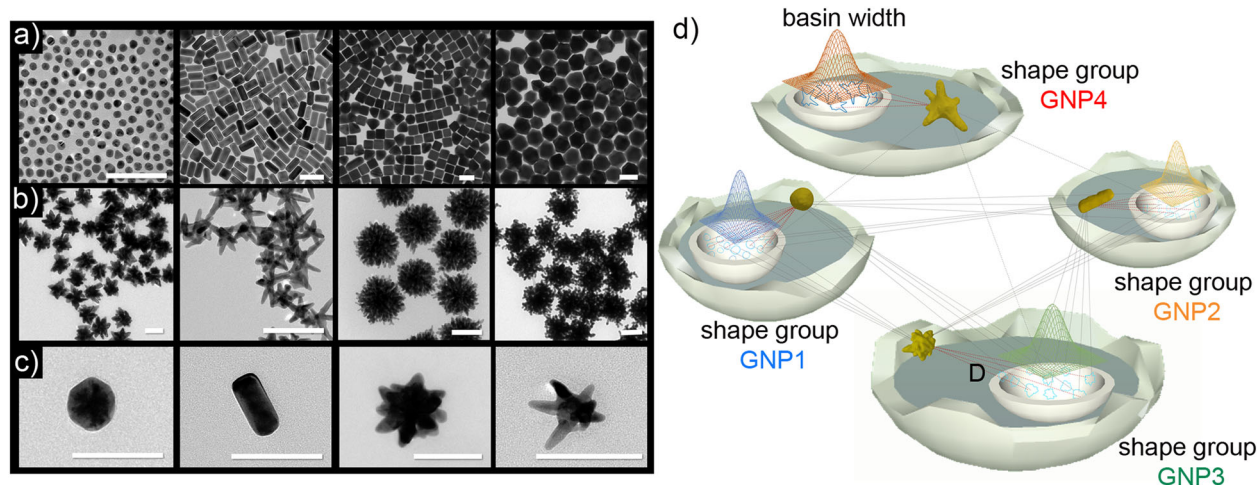 a)
b)
c)
d)
basin width
shape group
GNP4
shape group
GNP1
shape group
GNP2
D
shape group
GNP3